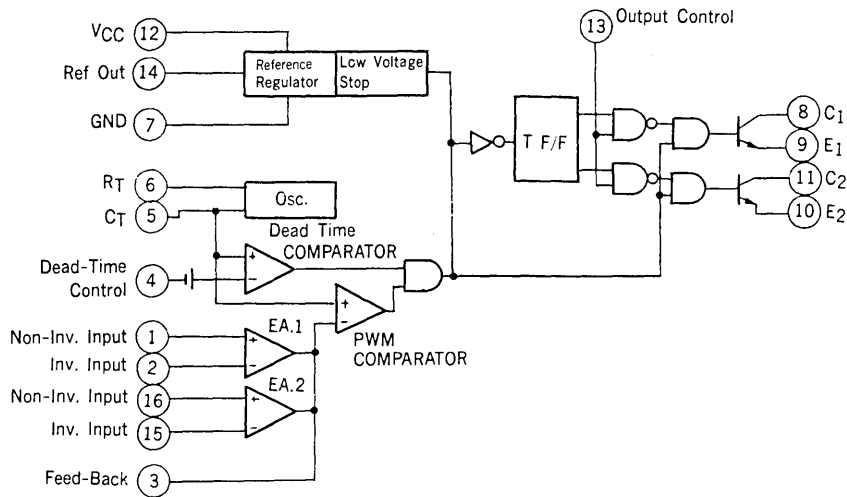 VCC 12
Ref Out 14
GND 7
Reference Regulator
Low Voltage Stop
13 Output Control
T F/F
8 C1
9 E1
11 C2
10 E2
RT 6
CT 5
Osc.
Dead Time COMPARATOR
+
-
Dead-Time Control 4
+
-
PWM COMPARATOR
Non-Inv. Input 1
Inv. Input 2
EA.1
+
-
Non-Inv. Input 16
Inv. Input 15
EA.2
+
-
Feed-Back 3